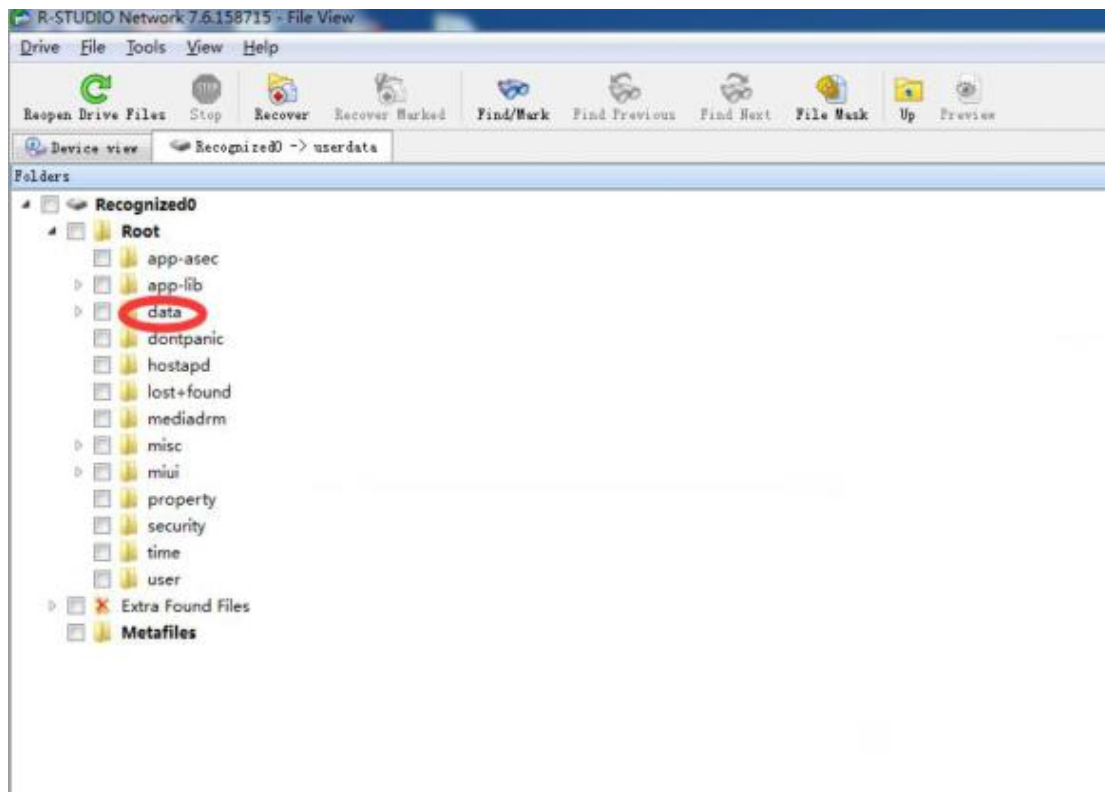 R-STUDIO Network 7.6.158715 - File View
Drive File Tools View Help
Reopen Drive Files Stop Recover Recover Marked Find/Mark Find Previous Find Next File Mask Up Preview
Device view Recognized0 -> userdata
Folders
Recognized0
Root
app-asec
app-lib
data
dontpanic
hostapd
lost+found
mediadrm
misc
miui
property
security
time
user
Extra Found Files
Metafiles